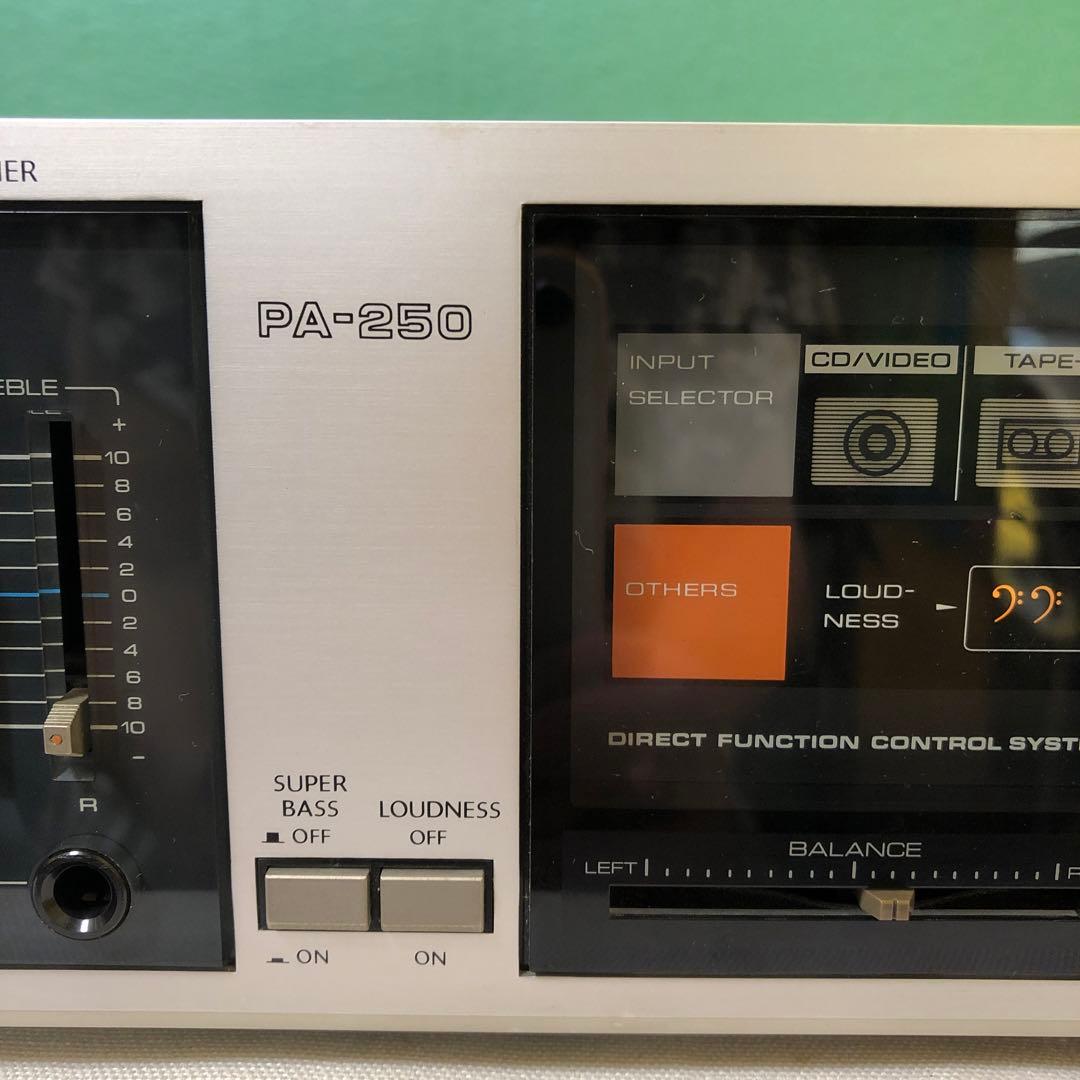 PA-250
+
10
8
6
4
2
0
2
4
6
8
10
-
R
SUPER
BASS
OFF
ON
LOUDNESS
OFF
ON
INPUT
SELECTOR
CD/VIDEO
TAPE-
OTHERS
LOUD-
NESS
DIRECT FUNCTION CONTROL
BALANCE
LEFT